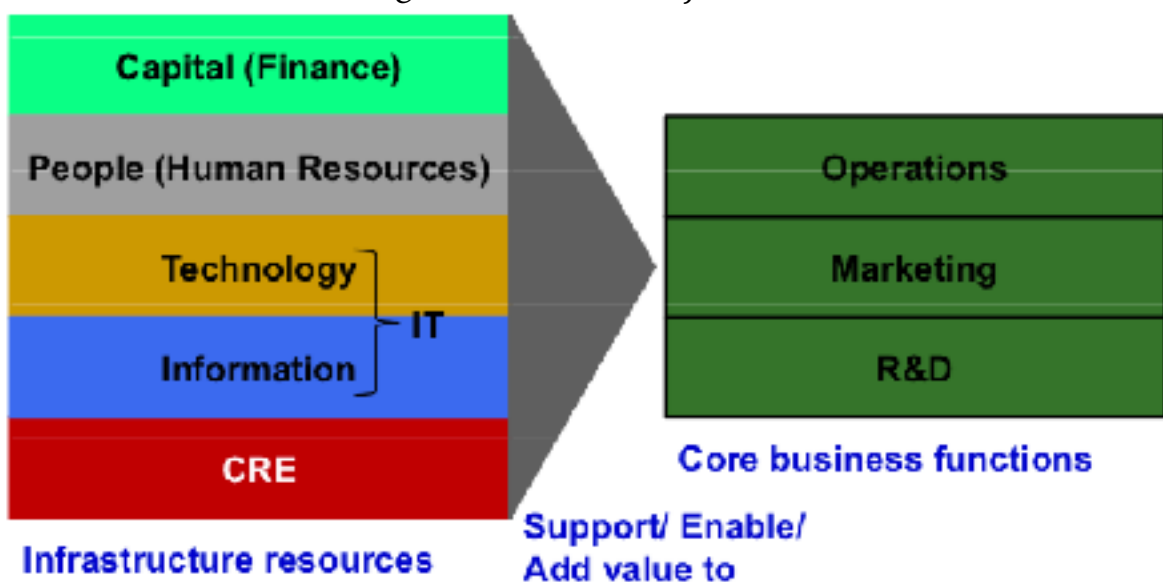 Capital (Finance)
People (Human Resources)
Technology
IT
Information
CRE
Infrastructure resources
Support/ Enable/
Add value to
Operations
Marketing
R&D
Core business functions